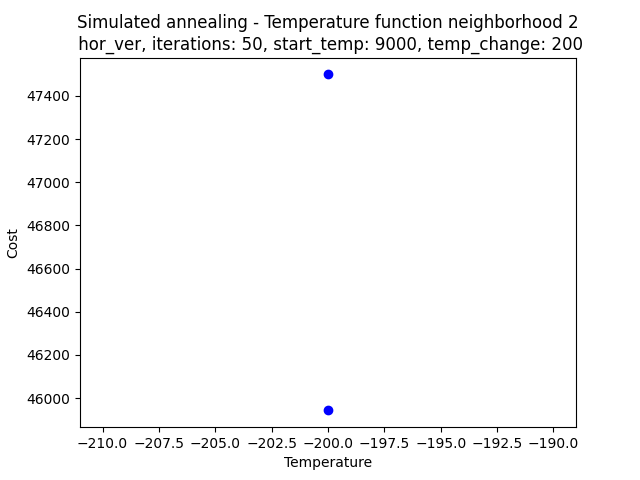 Simulated annealing - Temperature function neighborhood 2
hor_ver, iterations: 50, start_temp: 9000, temp_change: 200
47400
47200
47000
46800
46600
46400
46200
46000
Cost
−210.0 −207.5 −205.0 −202.5 −200.0 −197.5 −195.0 −192.5 −190.0
Temperature